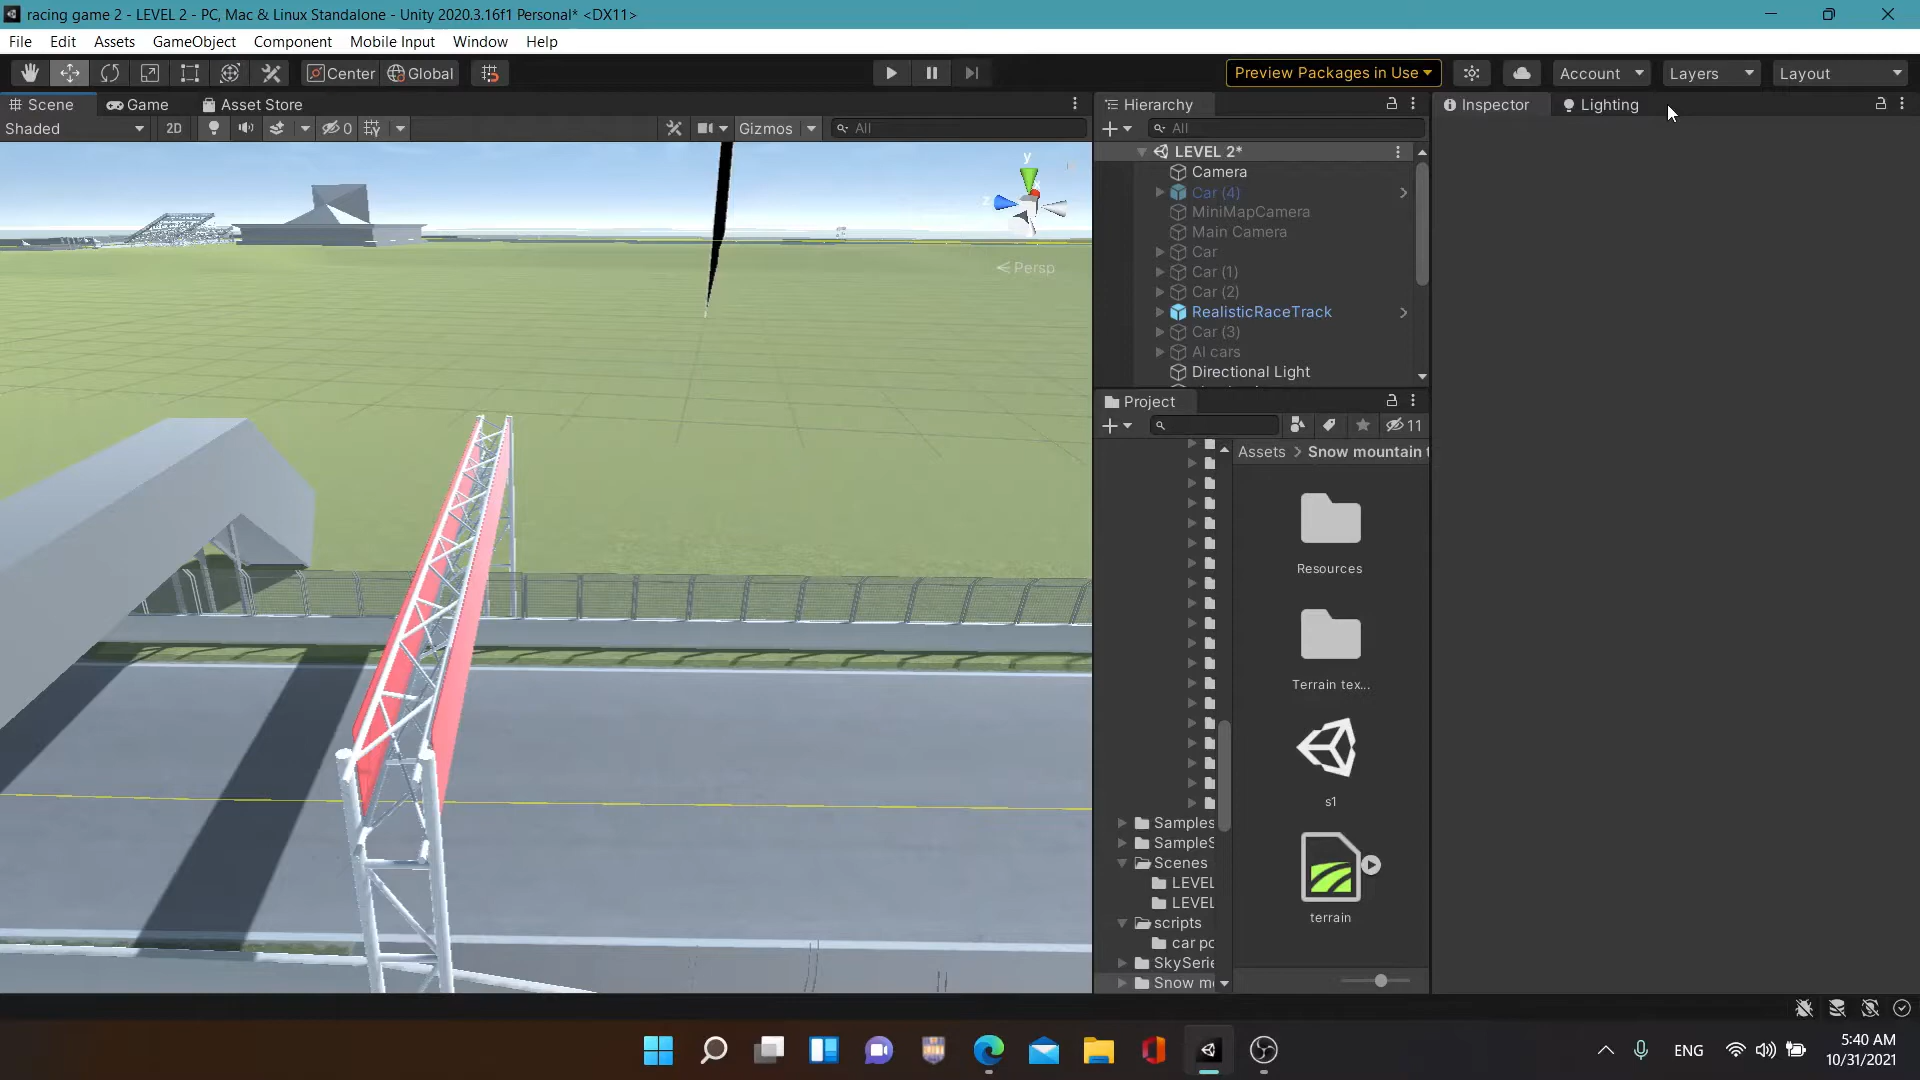 racing game 2 - LEVEL 2 - PC, Mac & Linux Standalone - Unity 2020.3.16f1 Personal* <DX11>
File Edit Assets GameObject Component Mobile Input Window Help
Center Global Preview Packages in Use Account Layers Layout
Scene Game Asset Store
Shaded 2D 0 Gizmos All
y
z
Persp
Hierarchy
All
LEVEL 2*
Camera
Car (4)
MiniMapCamera
Main Camera
Car
Car (1)
Car (2)
RealisticRaceTrack
Car (3)
AI cars
Directional Light
Project
11
Samples
SampleS
Scenes
LEVEL
LEVEL
scripts
car po
SkySerie
Snow m
Assets > Snow mountain t
Resources
Terrain tex...
s1
terrain
Inspector Lighting
ENG
5:40 AM
10/31/2021